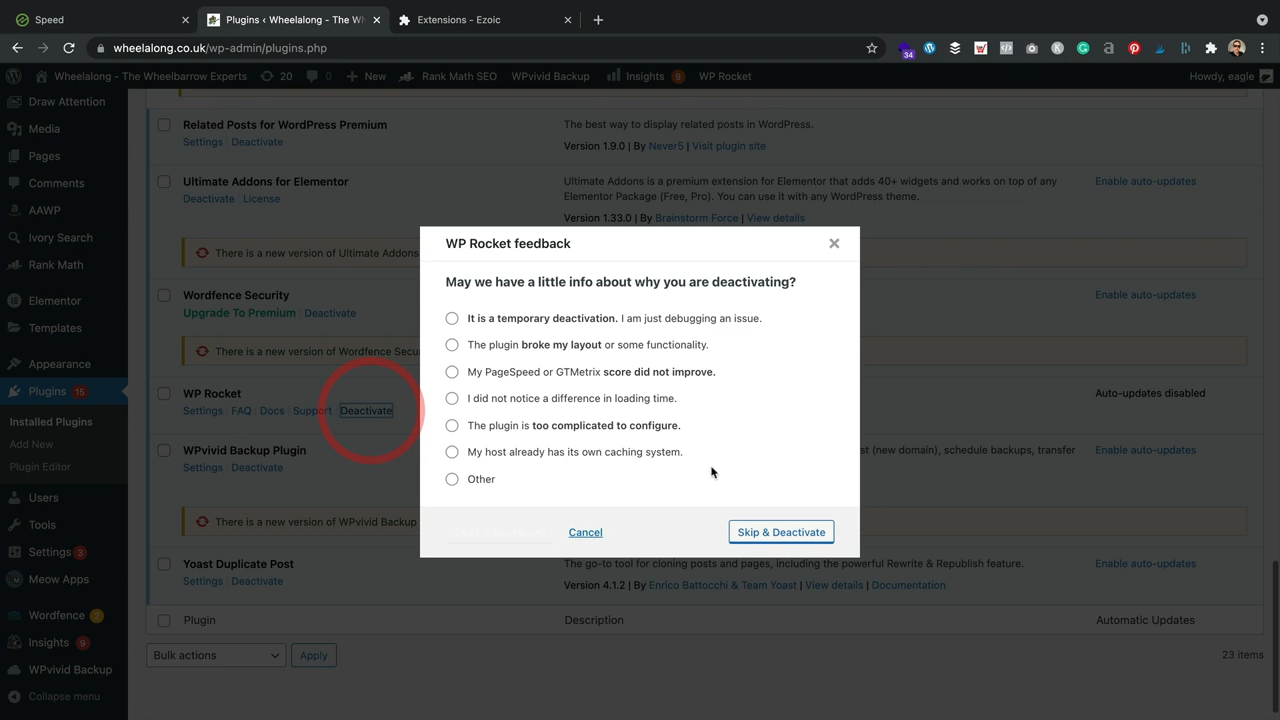 Speed
Plugins ‹ Wheelalong - The Wh
Extensions - Ezoic
wheelalong.co.uk/wp-admin/plugins.php
34
Wheelalong - The Wheelbarrow Experts 20 0 New Rank Math SEO WPvivid Backup Insights 9 WP Rocket Howdy, eagle
Draw Attention
Media
Pages
Comments
AAWP
Ivory Search
Rank Math
Elementor
Templates
Appearance
Plugins 15
Installed Plugins
Add New
Plugin Editor
Users
Tools
Settings 3
Meow Apps
Wordfence 2
Insights 9
WPvivid Backup
Collapse menu
Related Posts for WordPress Premium
Settings | Deactivate
The best way to display related posts in WordPress.
Version 1.9.0 | By Never5 | Visit plugin site
Ultimate Addons for Elementor
Deactivate | License
Ultimate Addons is a premium extension for Elementor that adds 40+ widgets and works on top of any
Elementor Package (Free, Pro). You can use it with any WordPress theme.
Version 1.33.0 | By Brainstorm Force | View details
Enable auto-updates
There is a new version of Ultimate Addons
Wordfence Security
Upgrade To Premium | Deactivate
Enable auto-updates
There is a new version of Wordfence Secu
WP Rocket
Settings | FAQ | Docs | Support | Deactivate
Auto-updates disabled
WPvivid Backup Plugin
Settings | Deactivate
st (new domain), schedule backups, transfer
Enable auto-updates
There is a new version of WPvivid Backup
Yoast Duplicate Post
Settings | Deactivate
The go-to tool for cloning posts and pages, including the powerful Rewrite & Republish feature.
Version 4.1.2 | By Enrico Battocchi & Team Yoast | View details | Documentation
Enable auto-updates
Plugin Description Automatic Updates
Bulk actions Apply 23 items
WP Rocket feedback
May we have a little info about why you are deactivating?
It is a temporary deactivation. I am just debugging an issue.
The plugin broke my layout or some functionality.
My PageSpeed or GTMetrix score did not improve.
I did not notice a difference in loading time.
The plugin is too complicated to configure.
My host already has its own caching system.
Other
Cancel
Skip & Deactivate